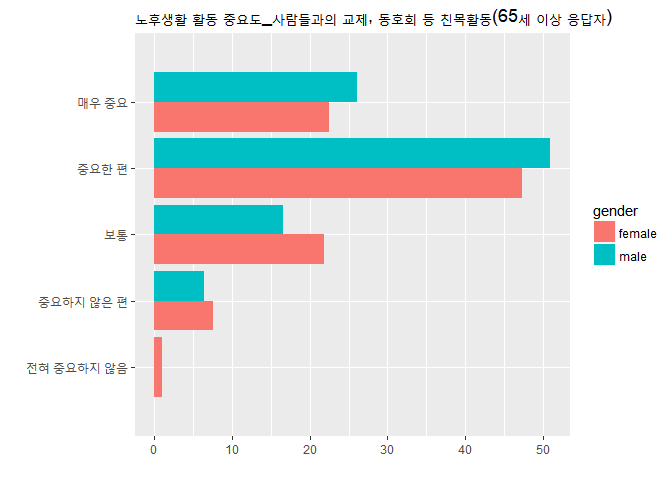 노후생활 활동 중요도_사람들과의 교제, 동호회 등 친목활동(65세 이상 응답자)
매우 중요
중요한 편
보통
중요하지 않은 편
전혀 중요하지 않음
0 10 20 30 40 50
gender
female
male